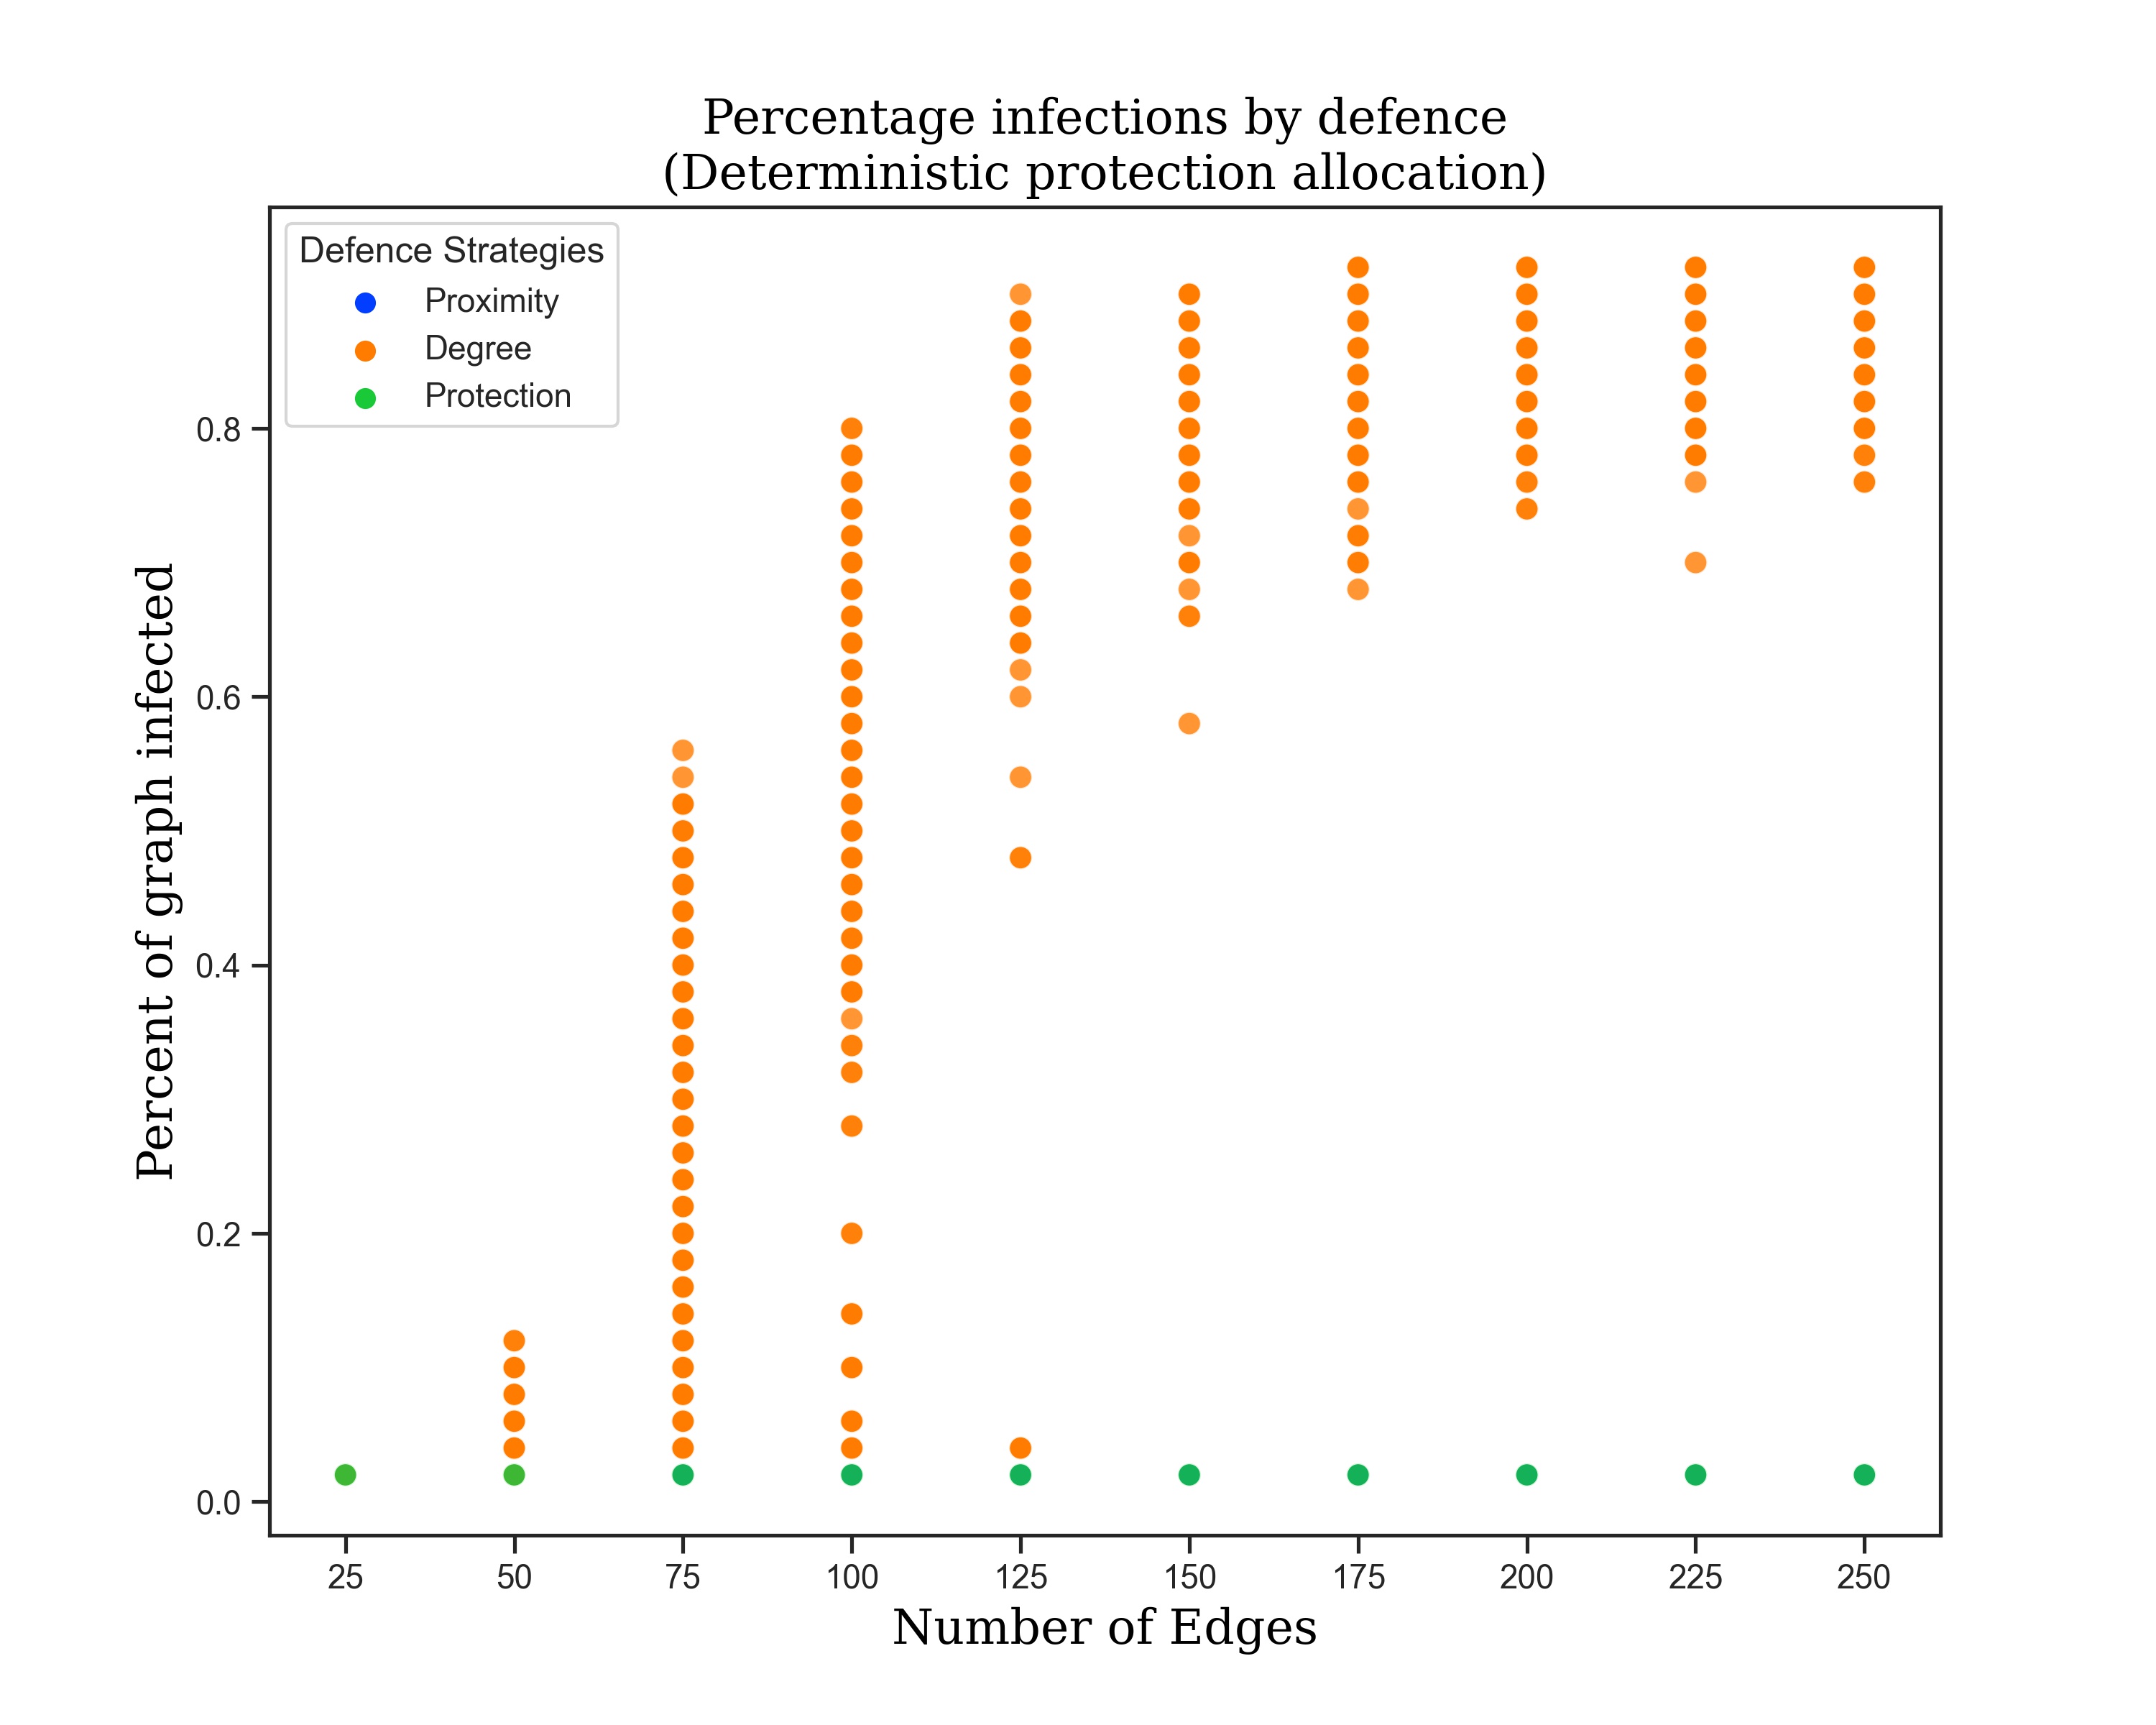 Percentage infections by defence
(Deterministic protection allocation)
Defence Strategies
Proximity
Degree
Protection
Percent of graph infected
0.8
0.6
0.4
0.2
0.0
25 50 75 100 125 150 175 200 225 250
Number of Edges